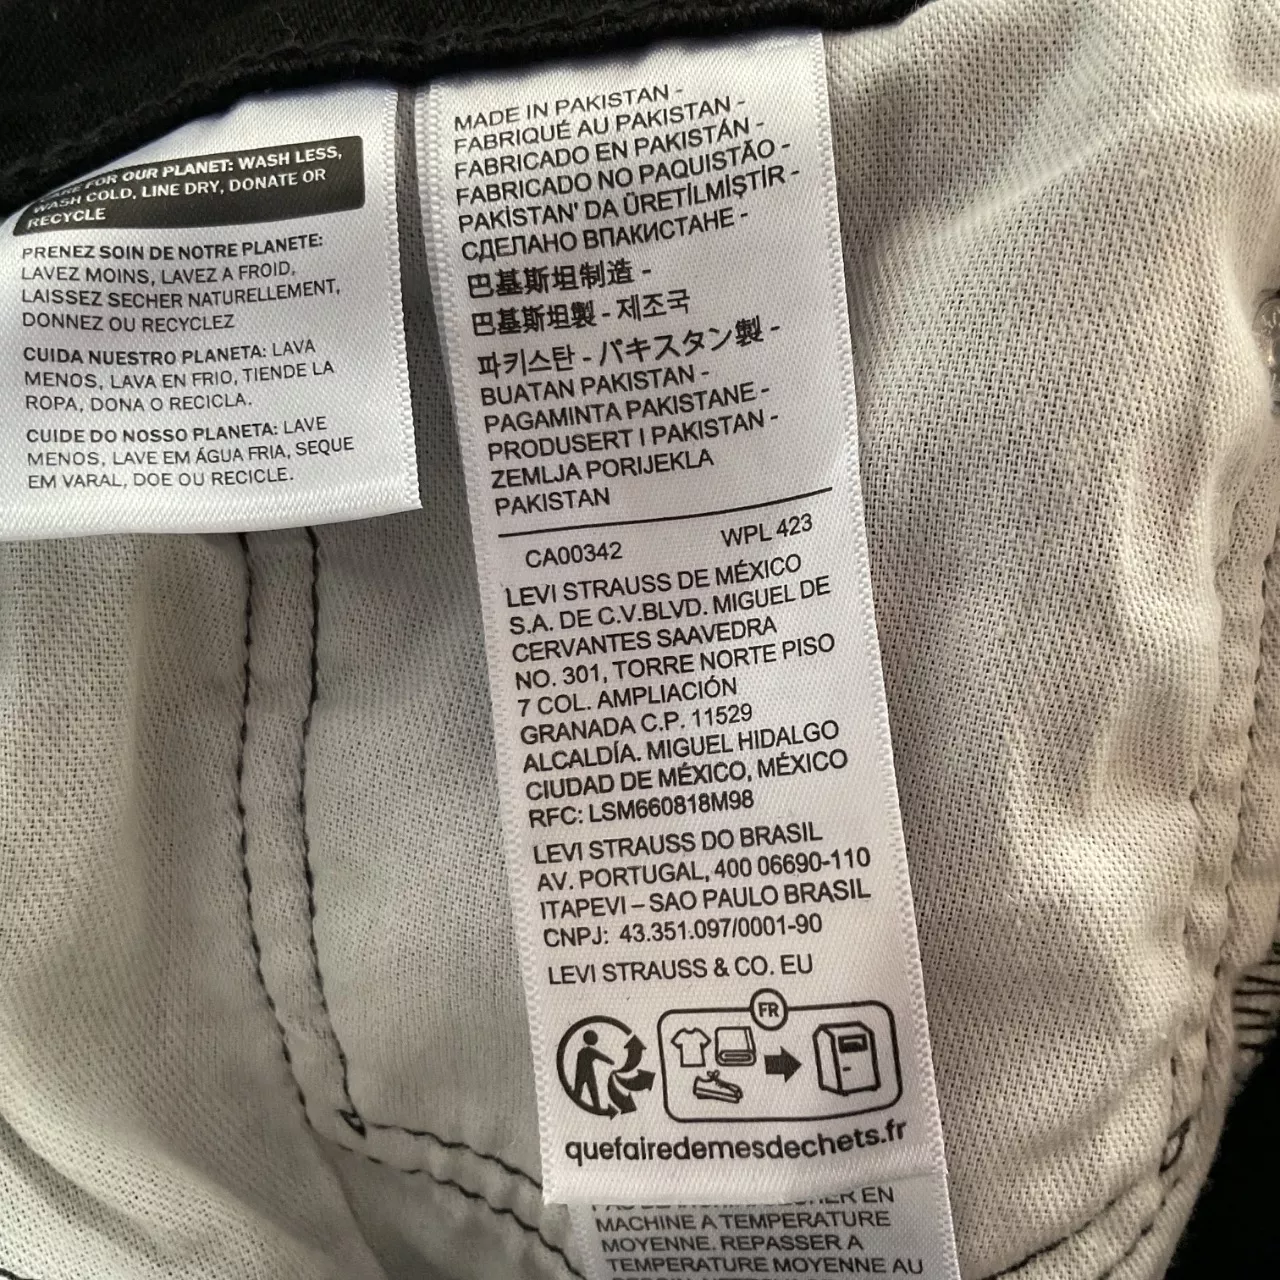 CARE FOR OUR PLANET: WASH LESS,
WASH COLD, LINE DRY, DONATE OR
RECYCLE
PRENEZ SOIN DE NOTRE PLANETE:
LAVEZ MOINS, LAVEZ A FROID,
LAISSEZ SECHER NATURELLEMENT,
DONNEZ OU RECYCLEZ
CUIDA NUESTRO PLANETA: LAVA
MENOS, LAVA EN FRIO, TIENDE LA
ROPA, DONA O RECICLA.
CUIDE DO NOSSO PLANETA: LAVE
MENOS, LAVE EM ÁGUA FRIA, SEQUE
EM VARAL, DOE OU RECICLE.
MADE IN PAKISTAN -
FABRIQUÉ AU PAKISTAN -
FABRICADO EN PAKISTÁN -
FABRICADO NO PAQUISTÃO -
PAKİSTAN' DA ÜRETİLMİŞTİR -
СДЕЛАНО ВПАКИСТАНЕ -
巴基斯坦制造 -
巴基斯坦製 - 제조국
파키스탄 - パキスタン製 -
BUATAN PAKISTAN -
PAGAMINTA PAKISTANE -
PRODUSERT I PAKISTAN -
ZEMLJA PORIJEKLA
PAKISTAN
CA00342 WPL 423
LEVI STRAUSS DE MÉXICO
S.A. DE C.V.BLVD. MIGUEL DE
CERVANTES SAAVEDRA
NO. 301, TORRE NORTE PISO
7 COL. AMPLIACIÓN
GRANADA C.P. 11529
ALCALDÍA. MIGUEL HIDALGO
CIUDAD DE MÉXICO, MÉXICO
RFC: LSM660818M98
LEVI STRAUSS DO BRASIL
AV. PORTUGAL, 400 06690-110
ITAPEVI – SAO PAULO BRASIL
CNPJ: 43.351.097/0001-90
LEVI STRAUSS & CO. EU
FR
quefairedemesdechets.fr
EN
MACHINE A TEMPERATURE
MOYENNE. REPASSER A
TEMPERATURE MOYENNE AU